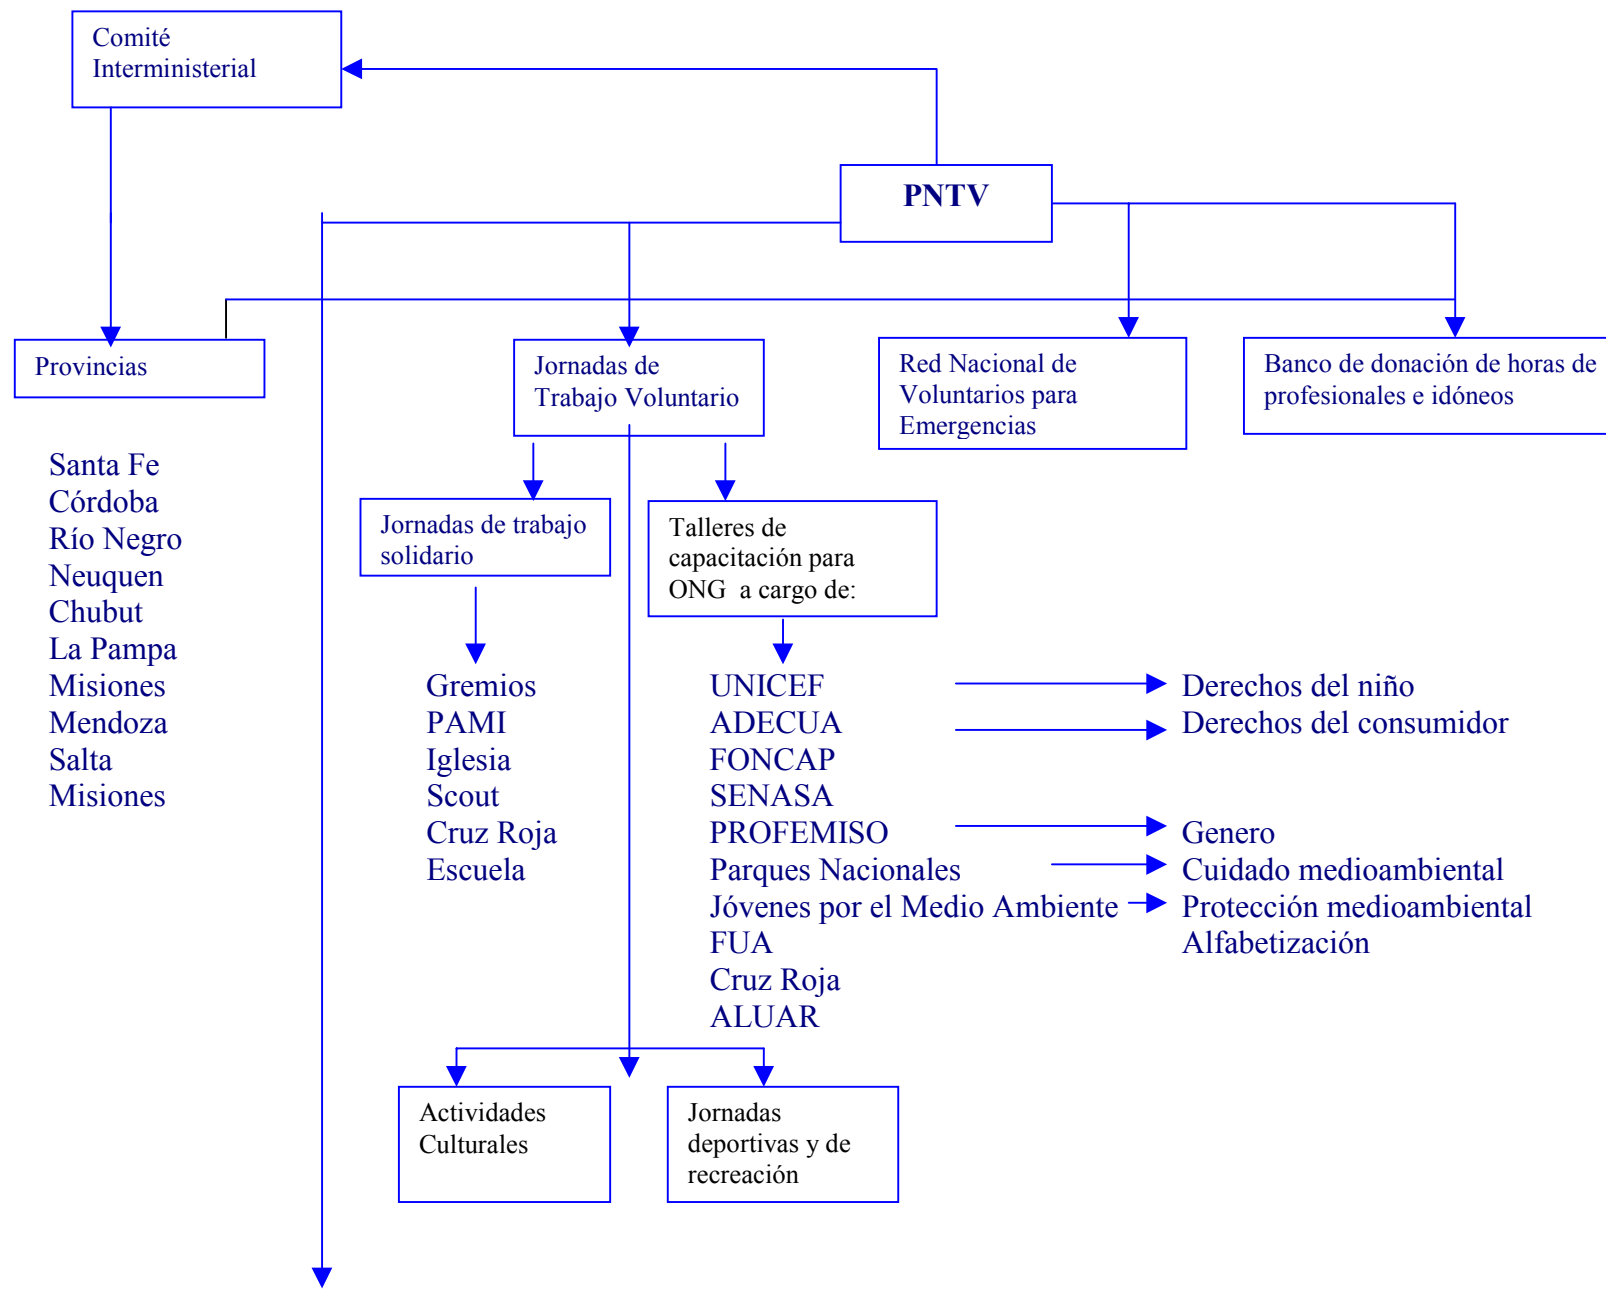 Comité
Interministerial
PNTV
Provincias
Jornadas de
Trabajo Voluntario
Red Nacional de
Voluntarios para
Emergencias
Banco de donación de horas de
profesionales e idóneos
Santa Fe
Córdoba
Río Negro
Neuquen
Chubut
La Pampa
Misiones
Mendoza
Salta
Misiones
Jornadas de trabajo
solidario
Talleres de
capacitación para
ONG a cargo de:
Gremios
PAMI
Iglesia
Scout
Cruz Roja
Escuela
UNICEF
ADECUA
FONCAP
SENASA
PROFEMISO
Parques Nacionales
Jóvenes por el Medio Ambiente
FUA
Cruz Roja
ALUAR
Derechos del niño
Derechos del consumidor
Genero
Cuidado medioambiental
Protección medioambiental
Alfabetización
Actividades
Culturales
Jornadas
deportivas y de
recreación